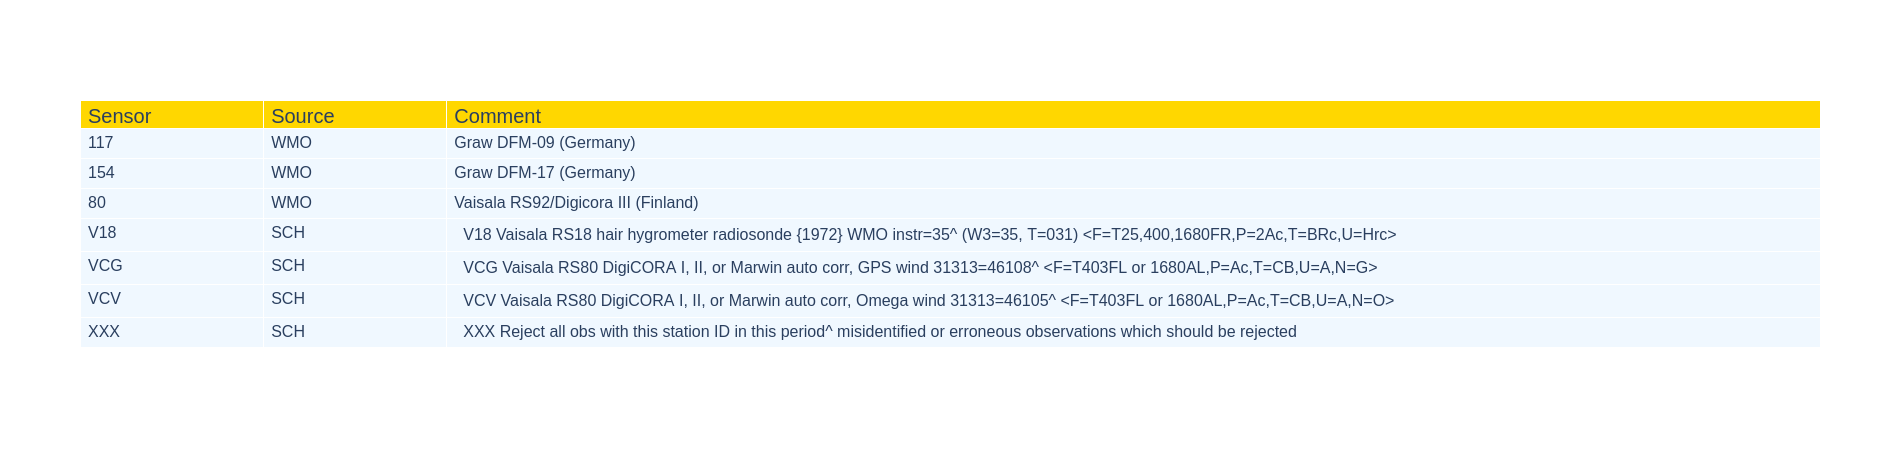 Sensor Source Comment
117 WMO Graw DFM-09 (Germany)
154 WMO Graw DFM-17 (Germany)
80 WMO Vaisala RS92/Digicora III (Finland)
V18 SCH V18 Vaisala RS18 hair hygrometer radiosonde {1972} WMO instr=35^ (W3=35, T=031) <F=T25,400,1680FR,P=2Ac,T=BRc,U=Hrc>
VCG SCH VCG Vaisala RS80 DigiCORA I, II, or Marwin auto corr, GPS wind 31313=46108^ <F=T403FL or 1680AL,P=Ac,T=CB,U=A,N=G>
VCV SCH VCV Vaisala RS80 DigiCORA I, II, or Marwin auto corr, Omega wind 31313=46105^ <F=T403FL or 1680AL,P=Ac,T=CB,U=A,N=O>
XXX SCH XXX Reject all obs with this station ID in this period^ misidentified or erroneous observations which should be rejected